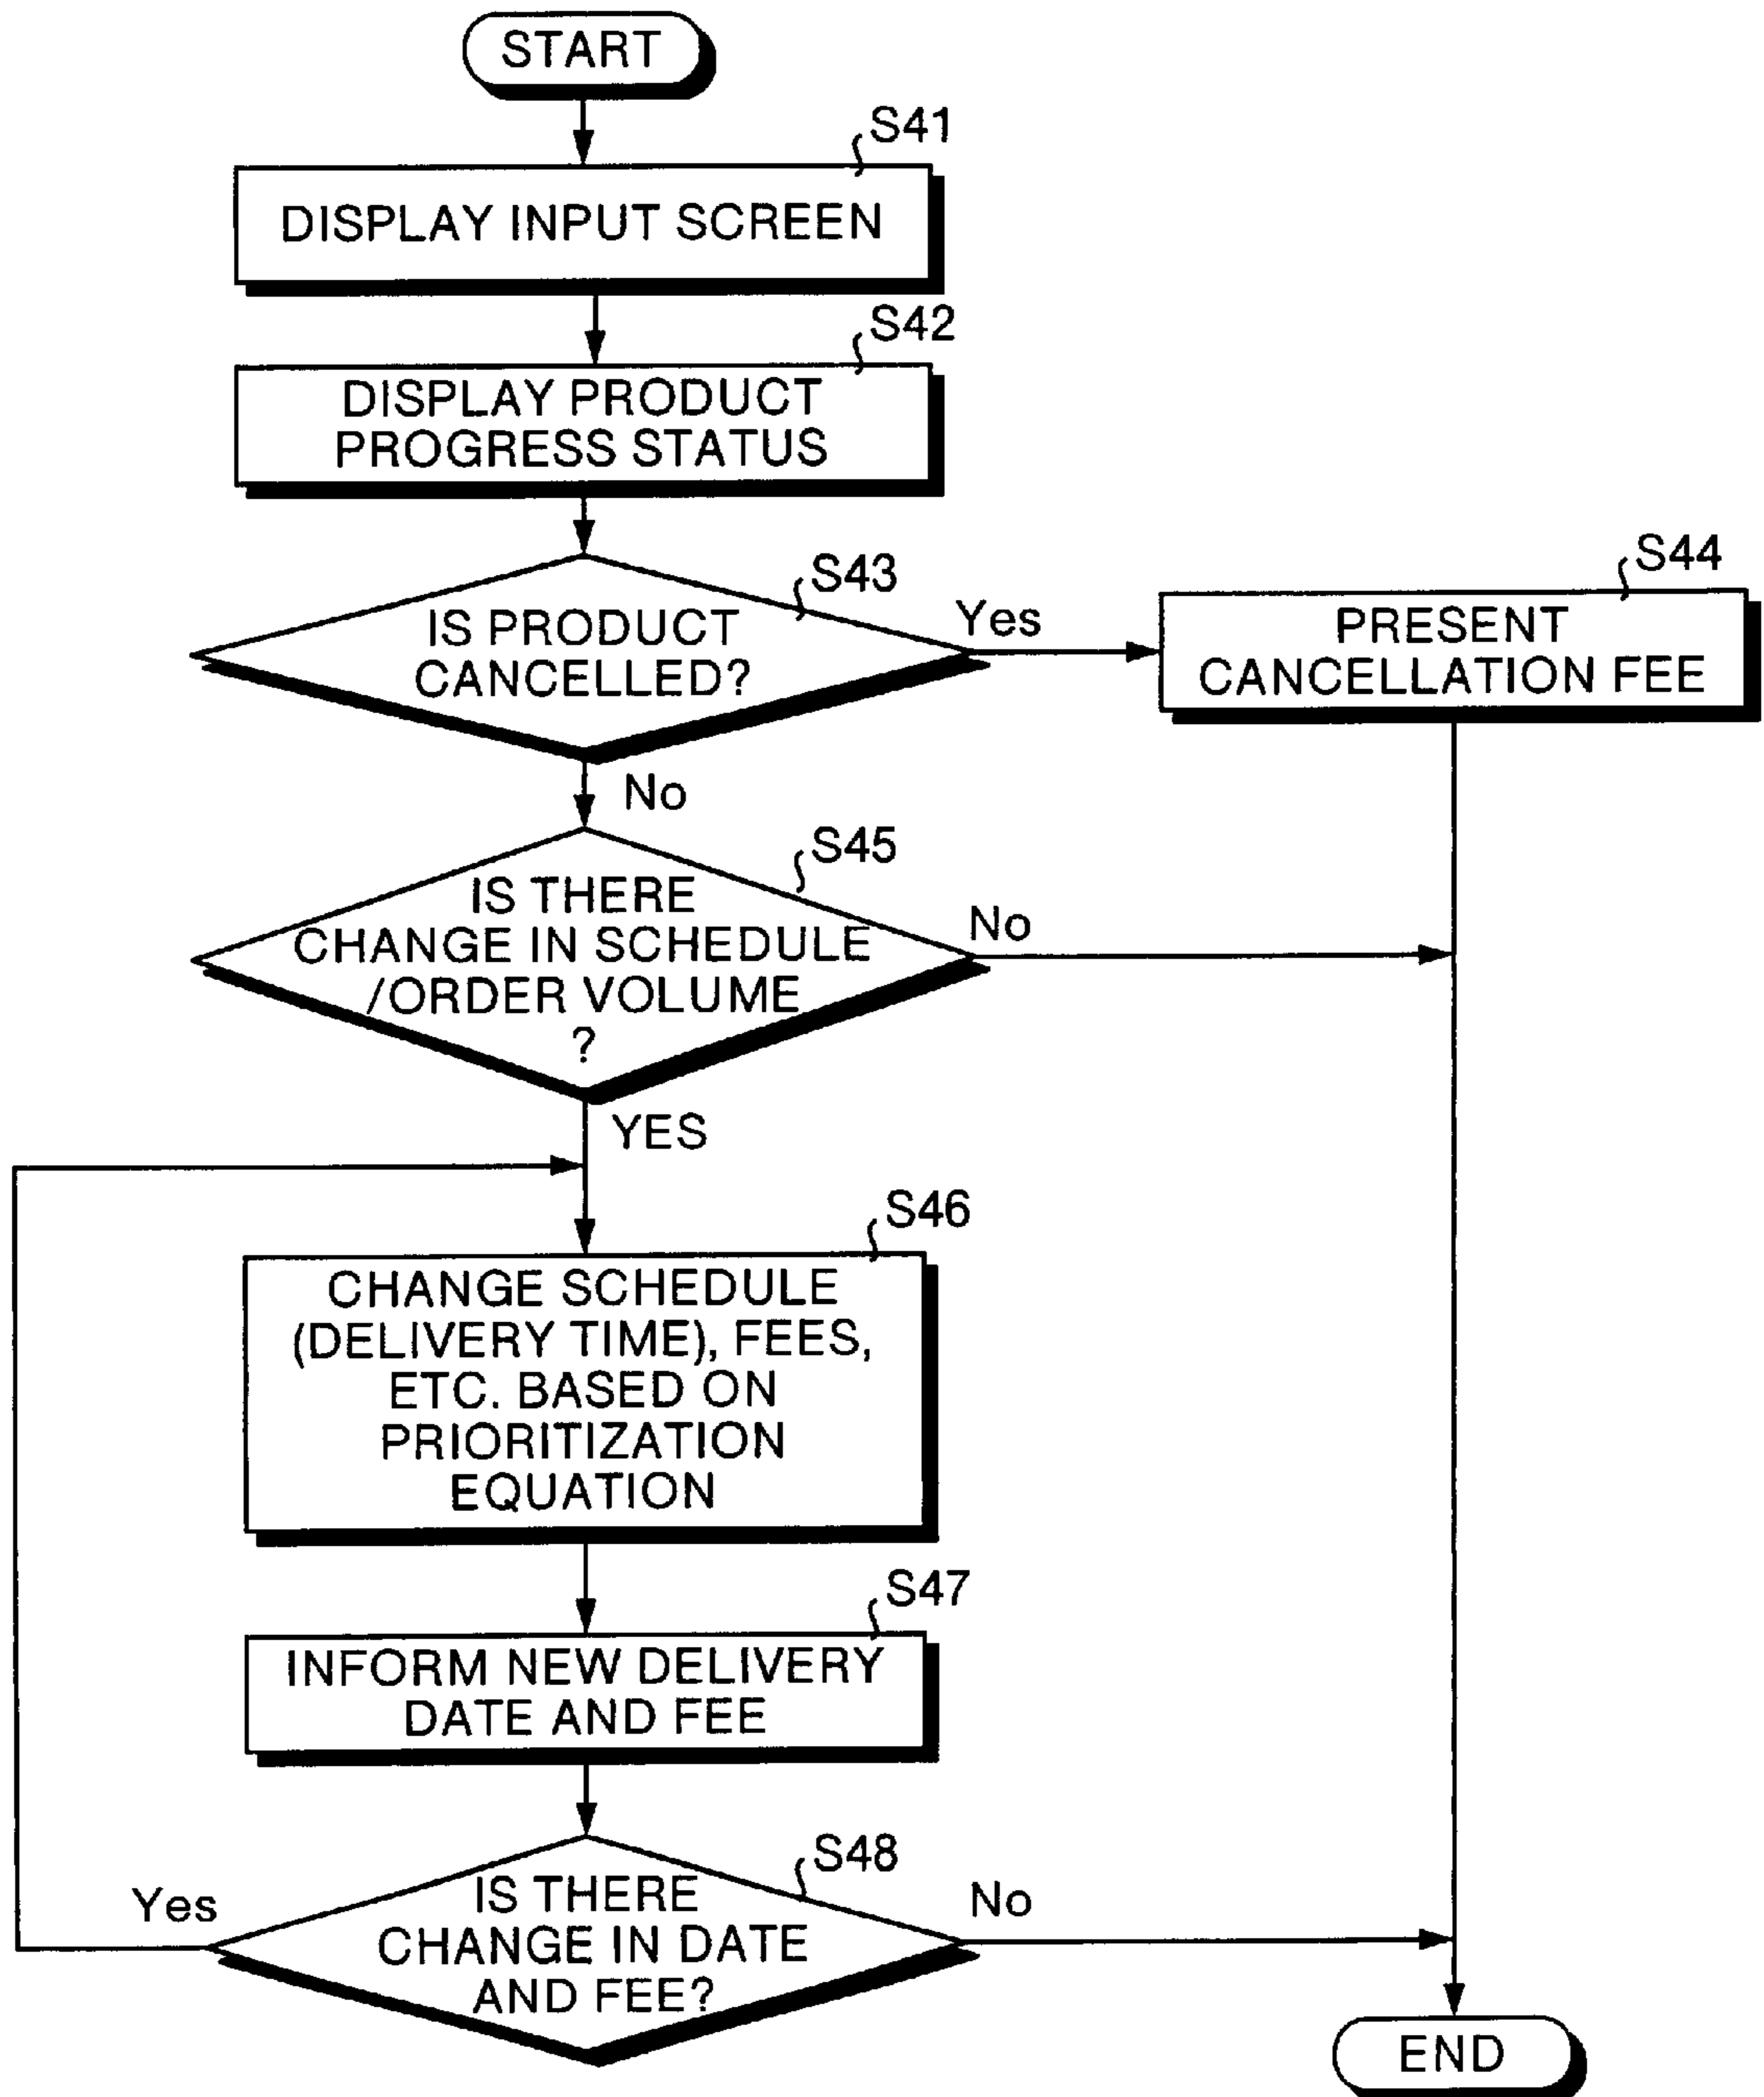 START
S41
DISPLAY INPUT SCREEN
S42
DISPLAY PRODUCT
PROGRESS STATUS
S43
IS PRODUCT
CANCELLED?
Yes
S44
PRESENT
CANCELLATION FEE
No
S45
IS THERE
CHANGE IN SCHEDULE
/ORDER VOLUME
?
No
YES
S46
CHANGE SCHEDULE
(DELIVERY TIME), FEES,
ETC. BASED ON
PRIORITIZATION
EQUATION
S47
INFORM NEW DELIVERY
DATE AND FEE
S48
IS THERE
CHANGE IN DATE
AND FEE?
Yes
No
END